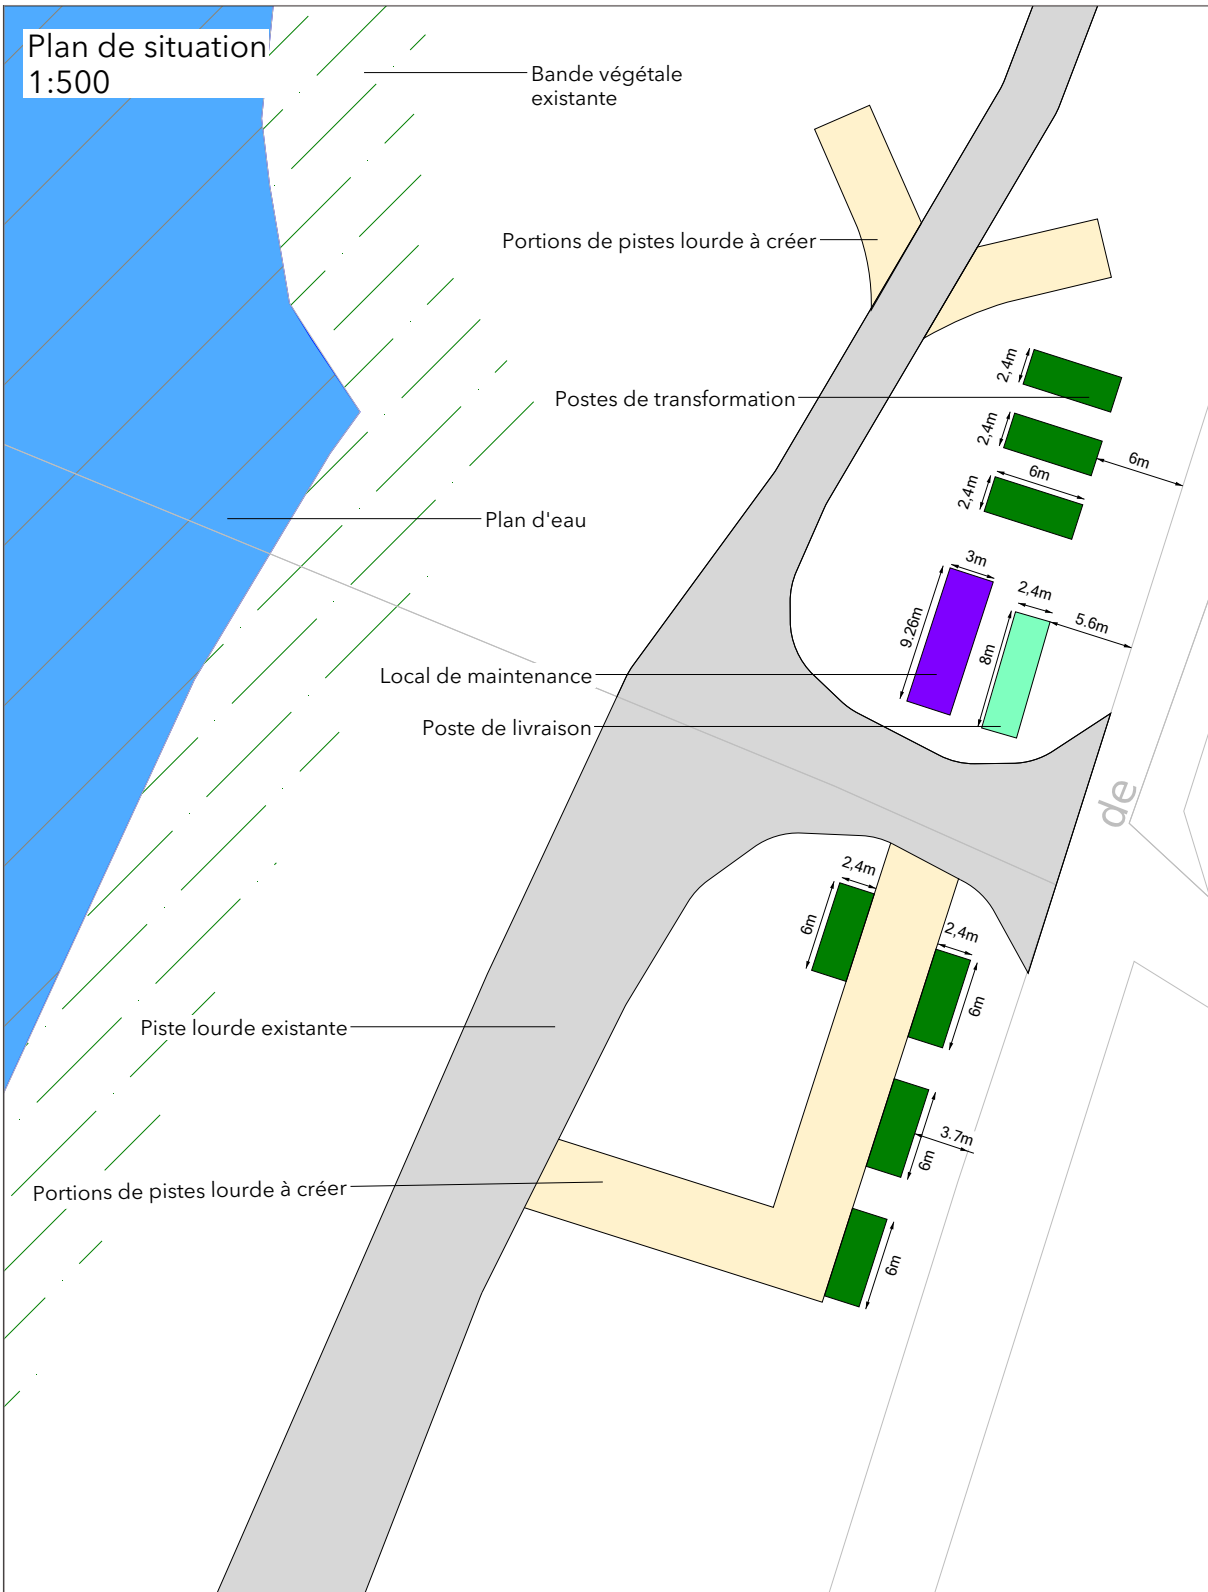 Plan de situation
1:500
Bande végétale
existante
Portions de pistes lourde à créer
2,4m
Postes de transformation
2,4m
6m
6m
2,4m
Plan d'eau
3m
2,4m
9.26m
5.6m
8m
Local de maintenance
Poste de livraison
de
2,4m
6m
2,4m
6m
Piste lourde existante
3.7m
6m
Portions de pistes lourde à créer
6m